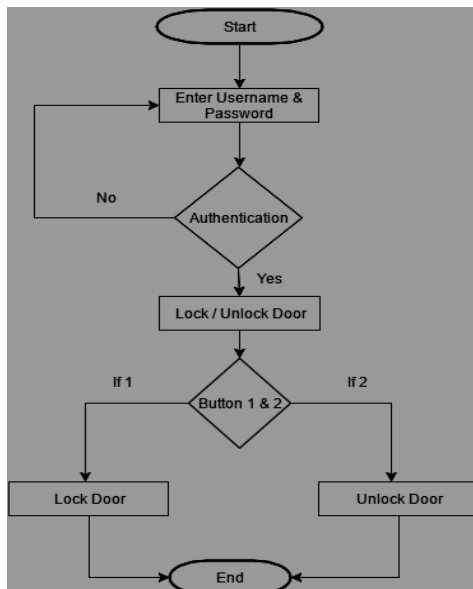 Start
Enter Username &
Password
Authentication
No
Yes
Lock / Unlock Door
If 1
If 2
Button 1 & 2
Lock Door
Unlock Door
End